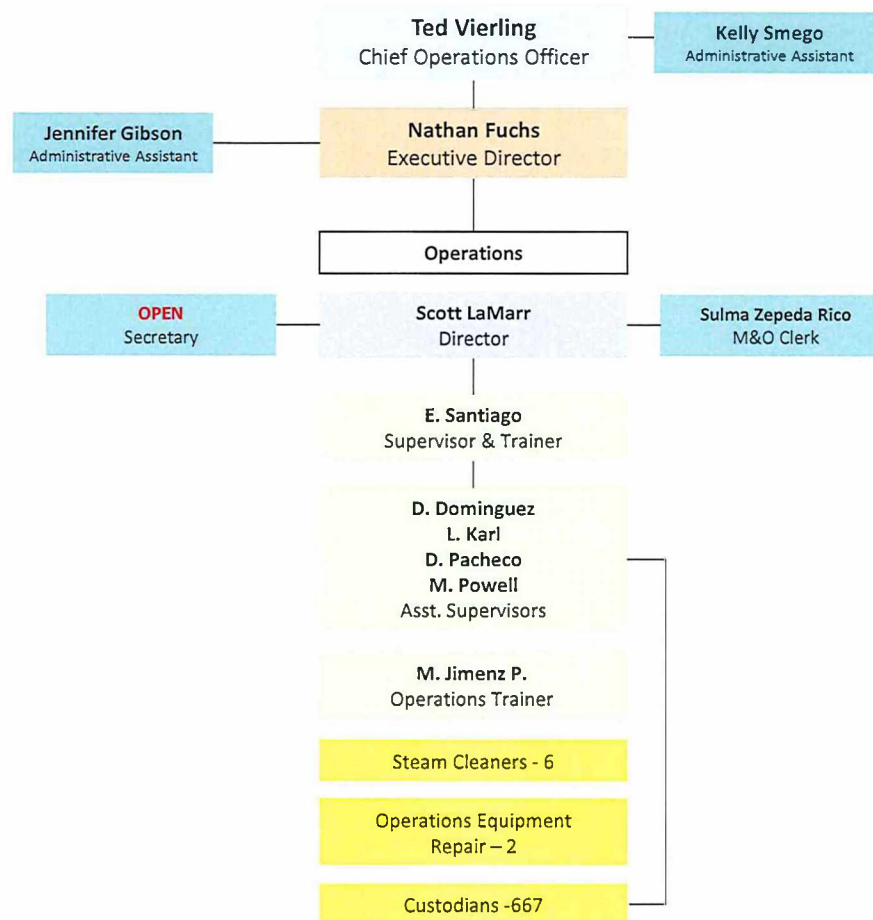 Ted Vierling
Chief Operations Officer
Kelly Smego
Administrative Assistant
Jennifer Gibson
Administrative Assistant
Nathan Fuchs
Executive Director
Operations
OPEN
Secretary
Scott LaMarr
Director
Sulma Zepeda Rico
M&O Clerk
E. Santiago
Supervisor & Trainer
D. Dominguez
L. Karl
D. Pacheco
M. Powell
Asst. Supervisors
M. Jimenz P.
Operations Trainer
Steam Cleaners - 6
Operations Equipment
Repair – 2
Custodians -667